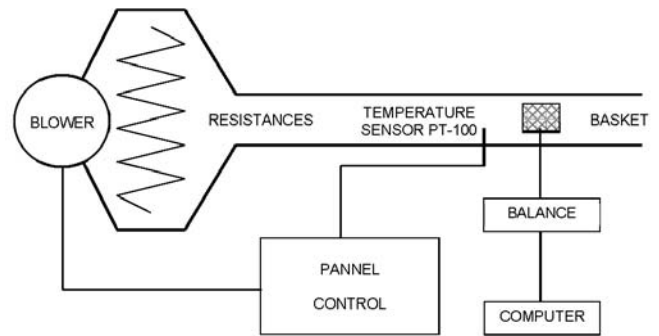 BLOWER
RESISTANCES
TEMPERATURE
SENSOR PT-100
BASKET
BALANCE
PANNEL
CONTROL
COMPUTER